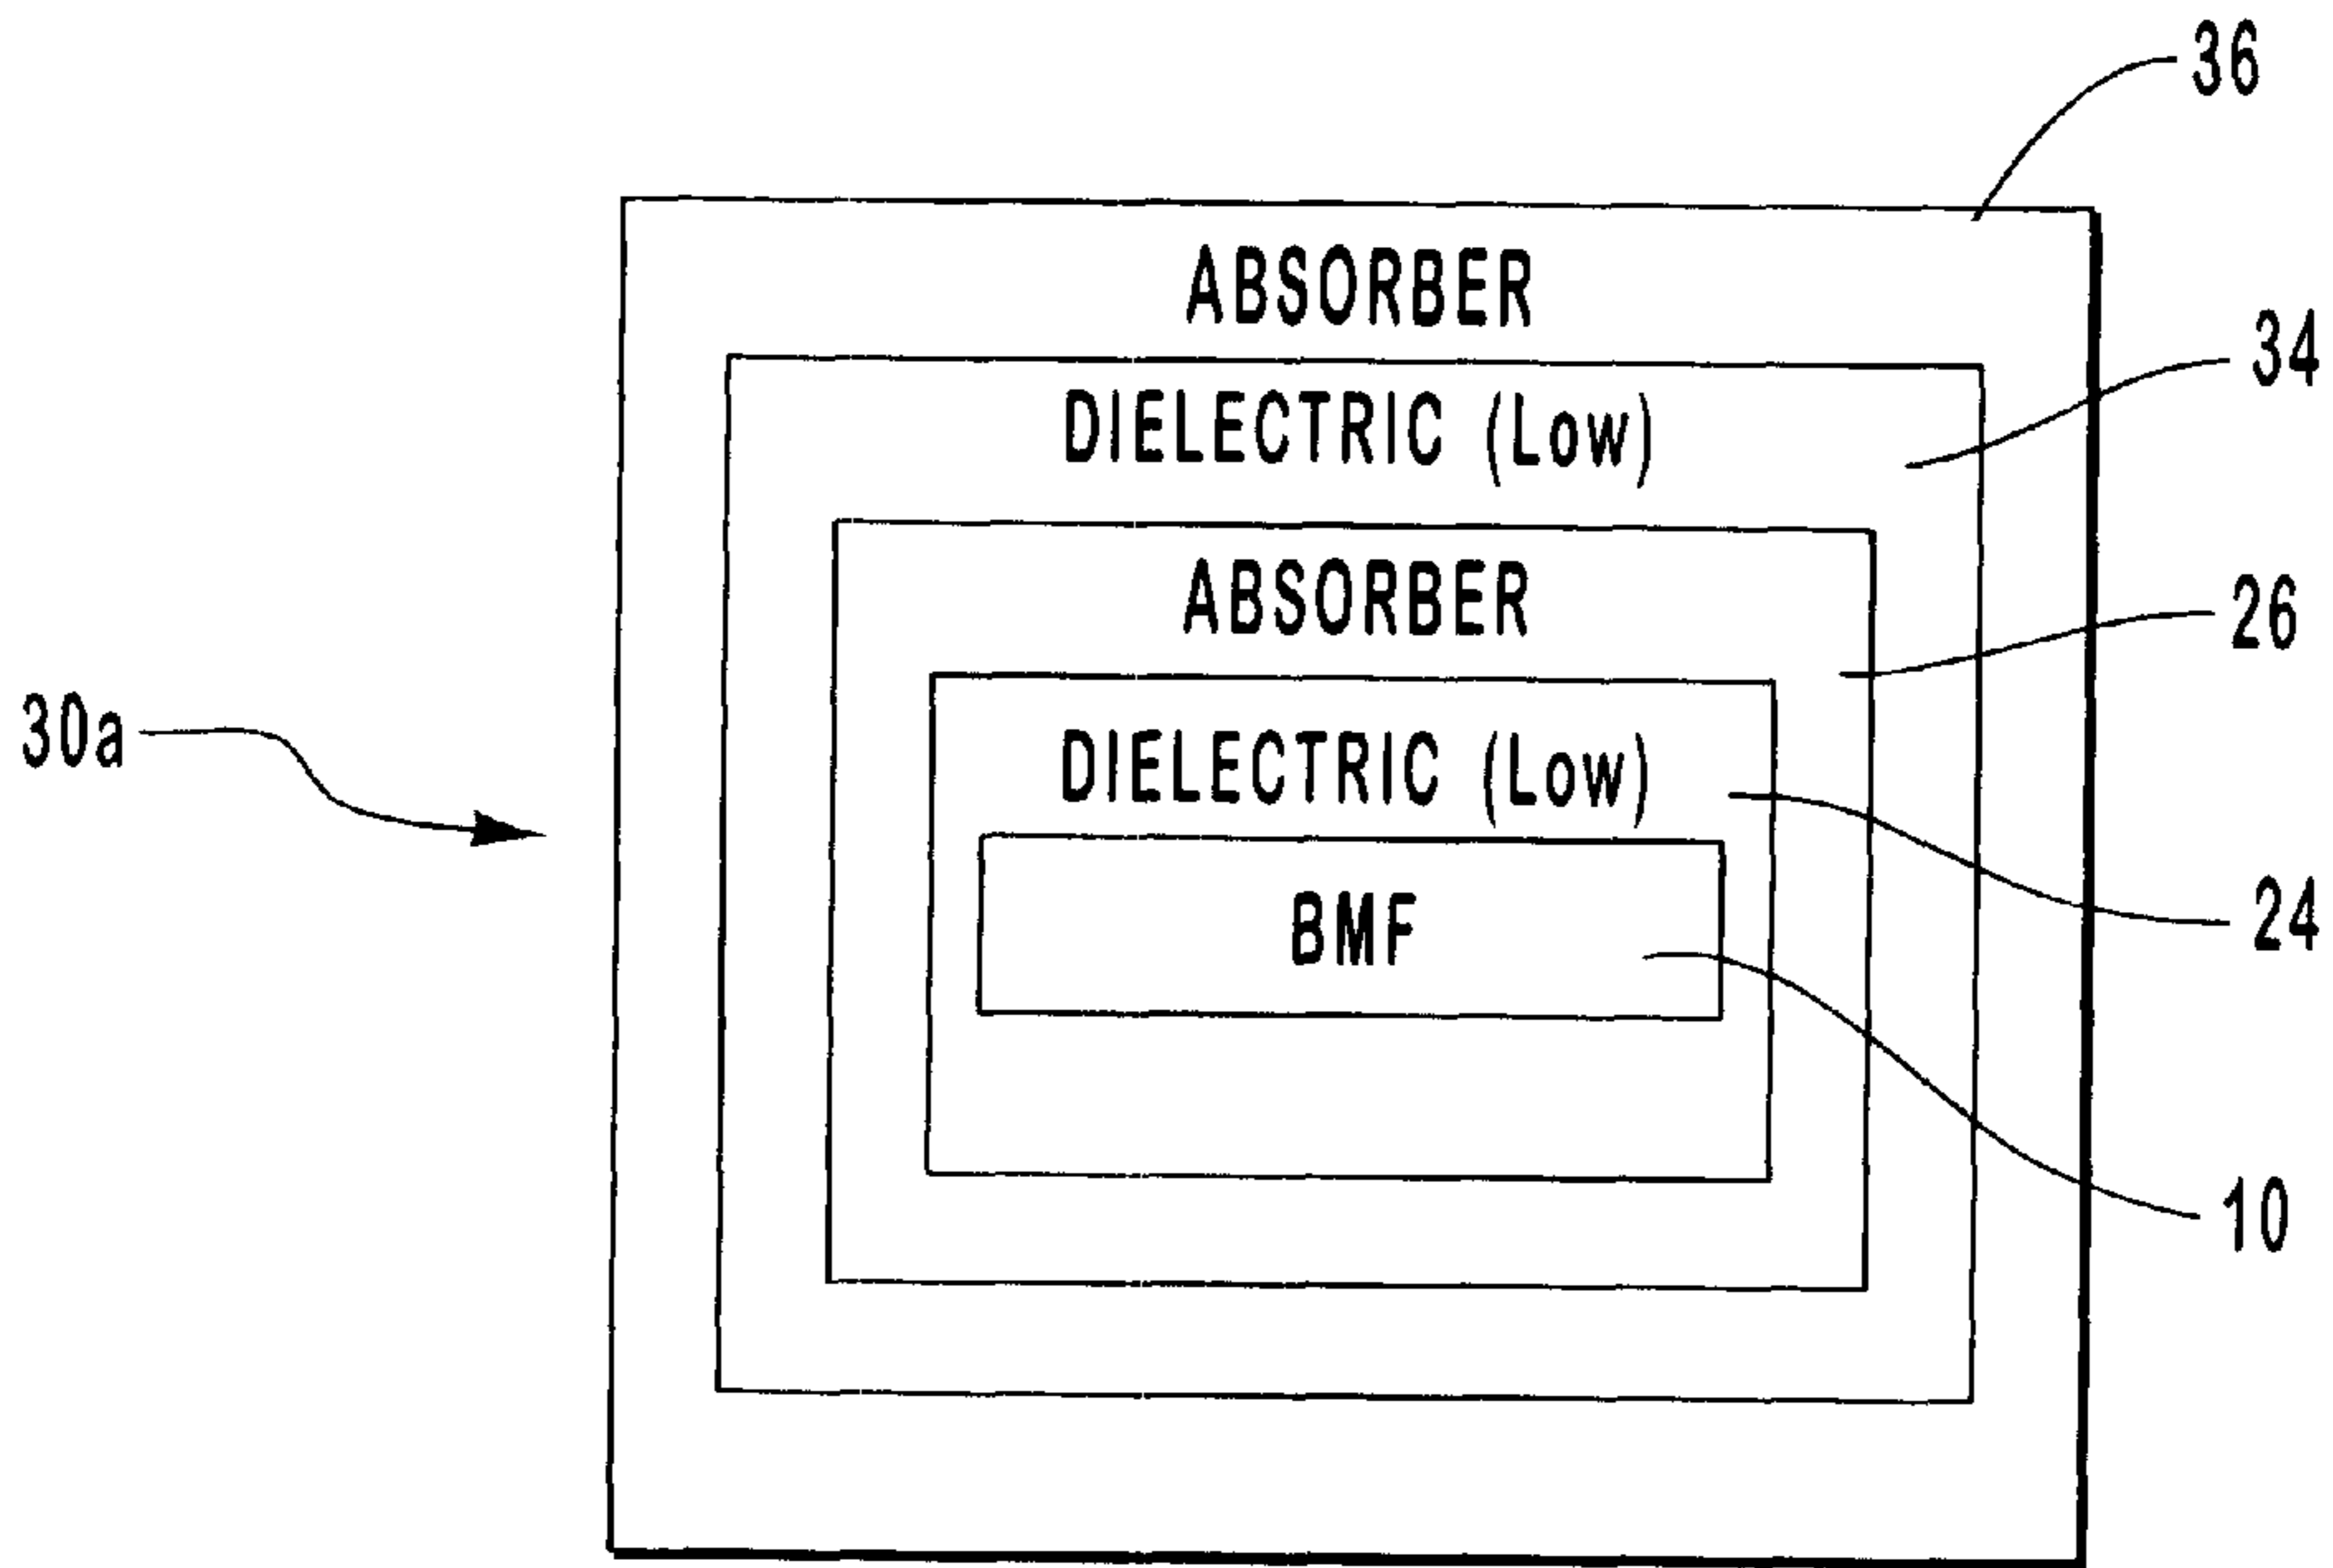 36
ABSORBER
34
DIELECTRIC (Low)
ABSORBER
26
30a
DIELECTRIC (Low)
24
BMF
10